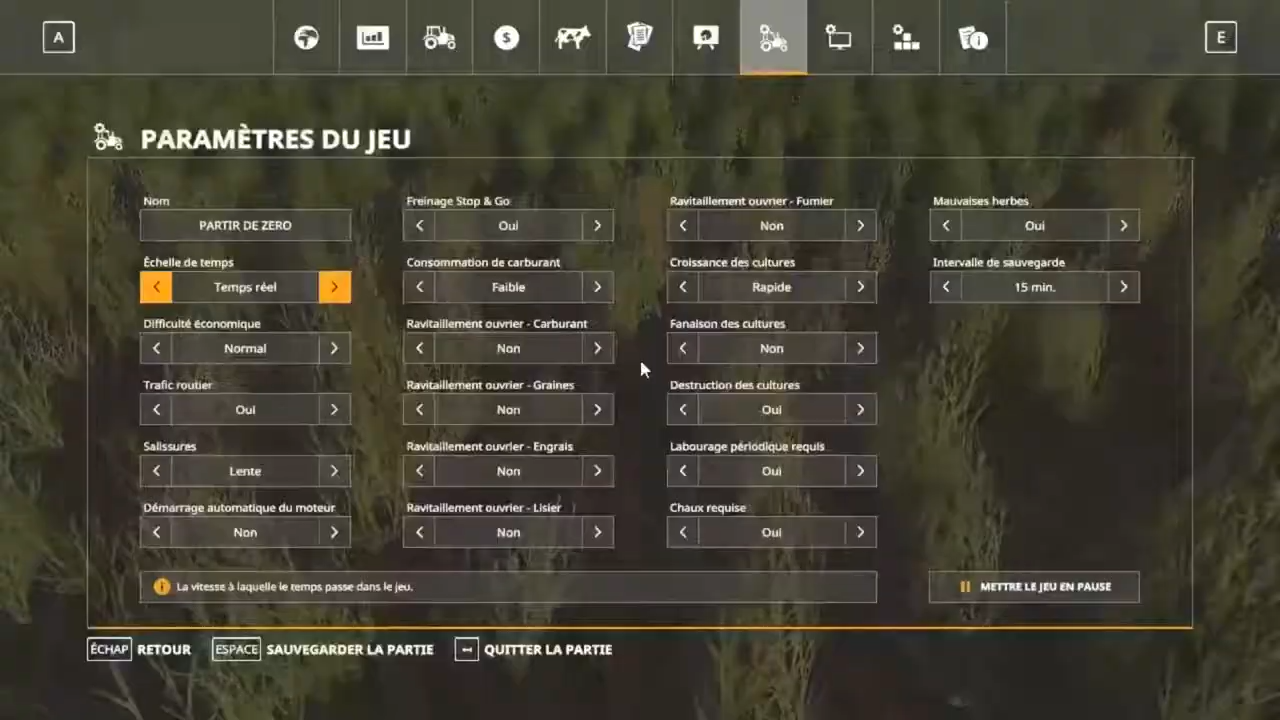 A
E
PARAMÈTRES DU JEU
Nom
PARTIR DE ZERO
Échelle de temps
Temps réel
Difficulté économique
Normal
Trafic routier
Oui
Salissures
Lente
Démarrage automatique du moteur
Non
Freinage Stop & Go
Oui
Consommation de carburant
Faible
Ravitaillement ouvrier - Carburant
Non
Ravitaillement ouvrier - Graines
Non
Ravitaillement ouvrier - Engrais
Non
Ravitaillement ouvrier - Lisier
Non
Ravitaillement ouvrier - Fumier
Non
Croissance des cultures
Rapide
Fanaison des cultures
Non
Destruction des cultures
Oui
Labourage périodique requis
Oui
Chaux requise
Oui
Mauvaises herbes
Oui
Intervalle de sauvegarde
15 min.
La vitesse à laquelle le temps passe dans le jeu.
METTRE LE JEU EN PAUSE
ÉCHAP RETOUR ESPACE SAUVEGARDER LA PARTIE QUITTER LA PARTIE